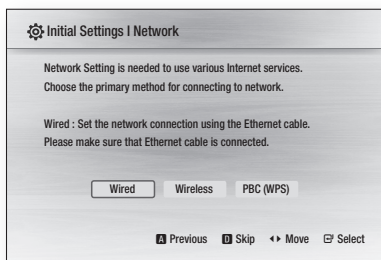 Initial Settings I Network
Network Setting is needed to use various Internet services.
Choose the primary method for connecting to network.
Wired : Set the network connection using the Ethernet cable.
Please make sure that Ethernet cable is connected.
Wired Wireless PBC (WPS)
A Previous D Skip Move Select